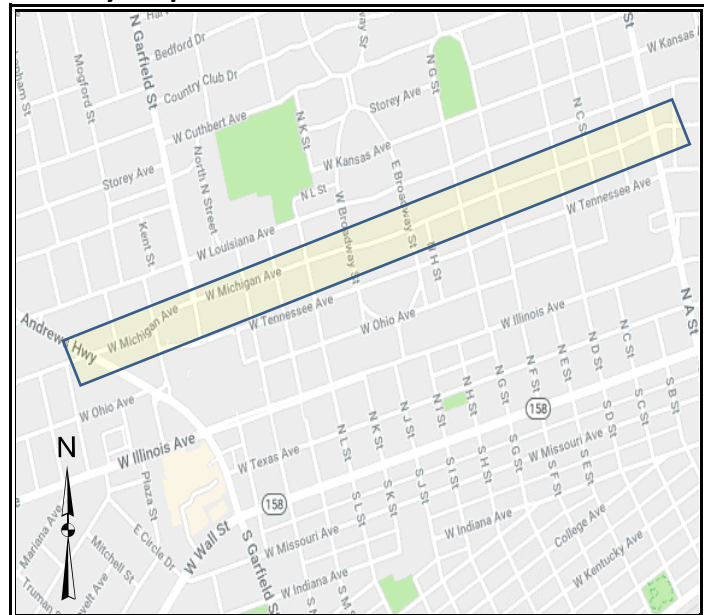 N Garfield St
Bedford Dr
Mogford St
Country Club Dr
N G St
W Kansas A
St
W Cuthbert Ave
Storey Ave
N K St
N C St
North N Street
W Kansas Ave
E Broadway St
Storey Ave
N L St
W Broadway St
W Tennessee Ave
Kent St
W Louisiana Ave
N H St
W Michigan Ave
N A St
W Tennessee Ave
W Michigan Ave
Andrews Hwy
W Ohio Ave
W Illinois Ave
N C St
N D St
N E St
N F St
N G St
N H St
N I St
N J St
N K St
N L St
158
S B St
S C St
S D St
W Ohio Ave
W Illinois Ave
W Texas Ave
W Missouri Ave
S E St
S F St
S G St
S H St
S I St
S J St
S K St
S L St
N
Plaza St
158
W Wall St
Mariana Ave
E Circle Dr
Mitchell St
S Garfield St
W Missouri Ave
W Indiana Ave
College Ave
W Kentucky Ave
W Indiana Ave
S M S